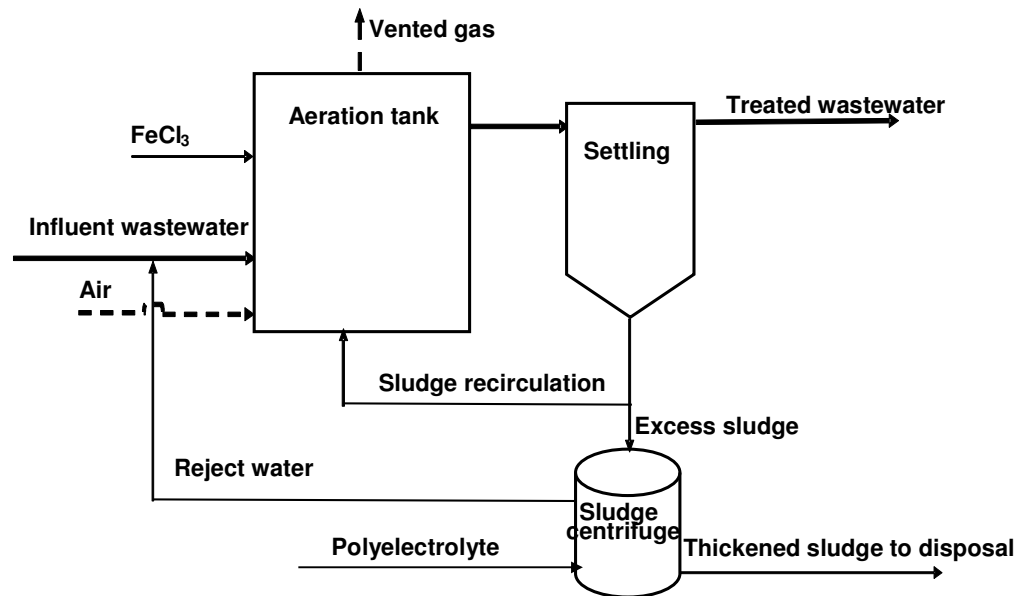 Vented gas
Aeration tank
Treated wastewater
FeCl₃
Settling
Influent wastewater
Air
Sludge recirculation
Excess sludge
Reject water
Sludge
centrifuge
Polyelectrolyte
Thickened sludge to disposal